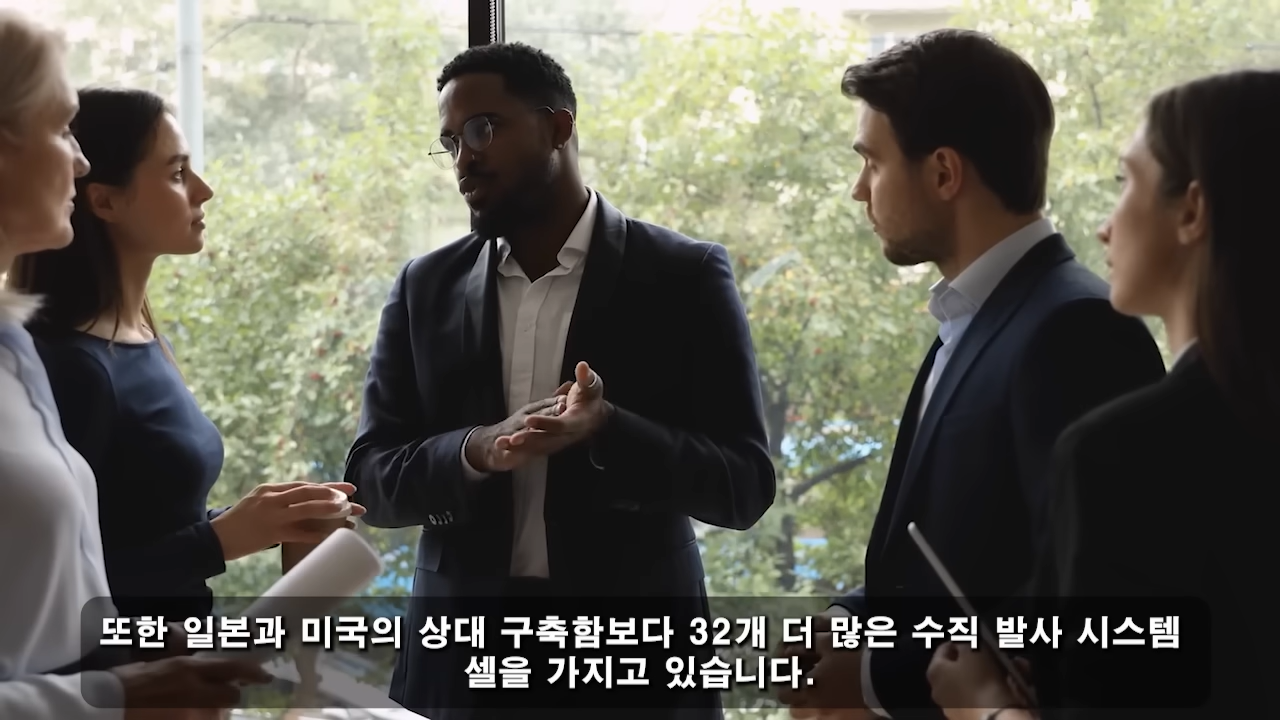 또한 일본과 미국의 상대 구축함보다 32개 더 많은 수직 발사 시스템
셀을 가지고 있습니다.